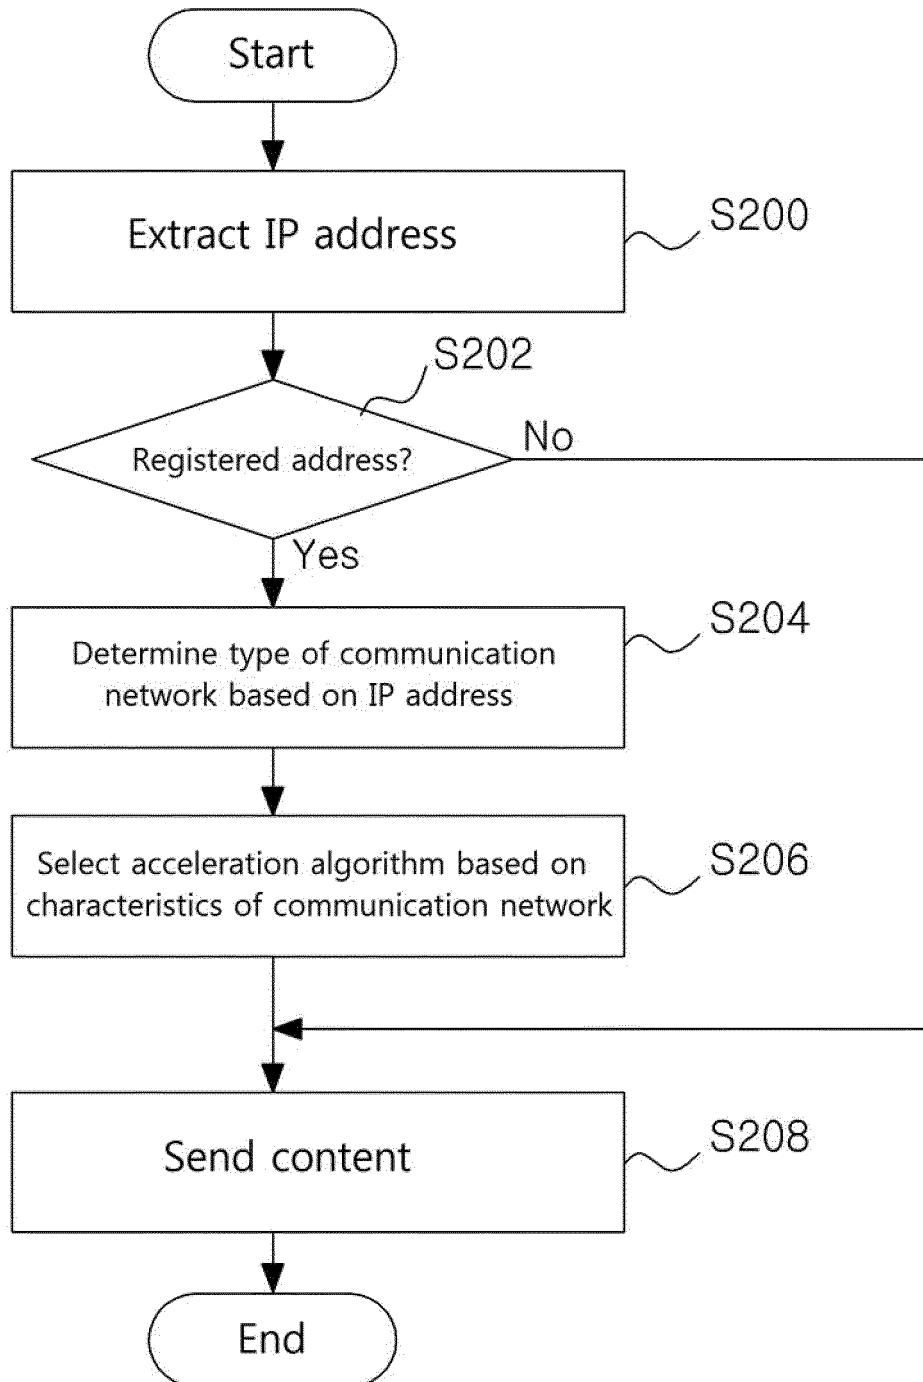 Start
Extract IP address
S200
S202
Registered address?
No
Yes
Determine type of communication
network based on IP address
S204
Select acceleration algorithm based on
characteristics of communication network
S206
Send content
S208
End